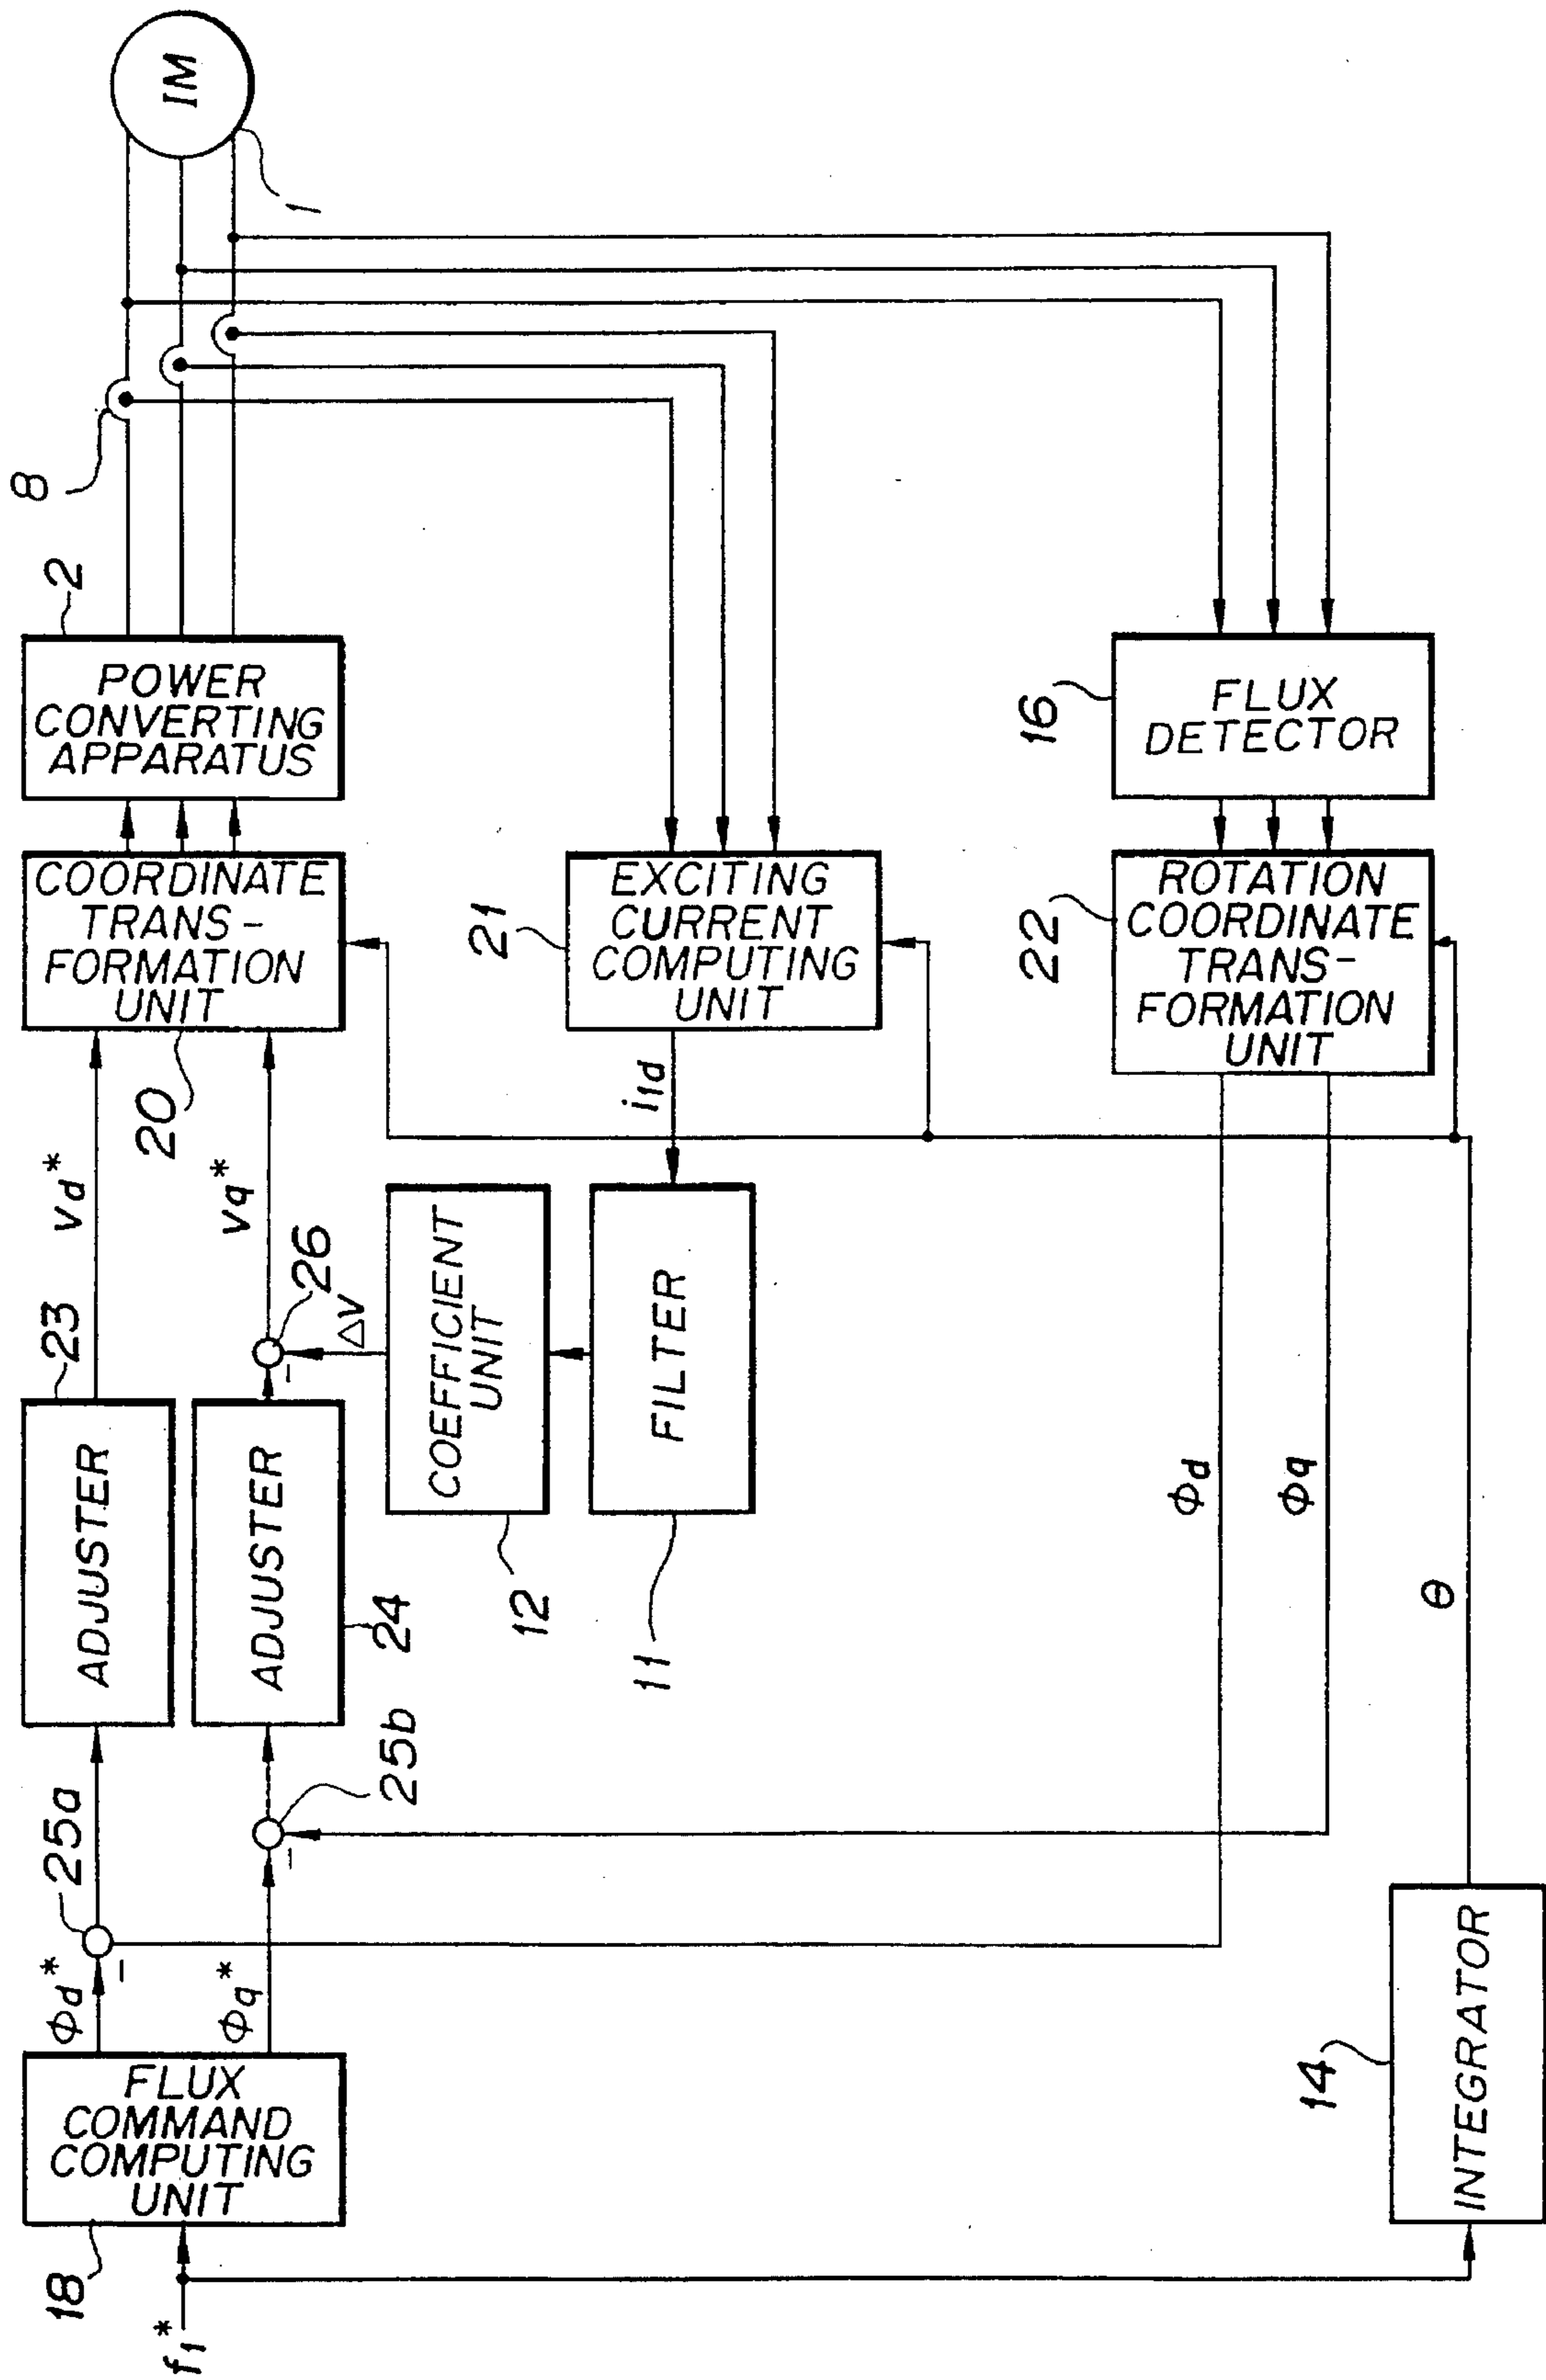 f1*
18
FLUX
COMMAND
COMPUTING
UNIT
Φd*
Φq*
25a
25b
ADJUSTER
23
ADJUSTER
24
26
ΔV
Vd*
Vq*
20
COORDINATE
TRANS-
FORMATION
UNIT
POWER
CONVERTING
APPARATUS
2
8
IM
1
COEFFICIENT
UNIT
12
FILTER
11
i1d
EXCITING
CURRENT
COMPUTING
UNIT
21
FLUX
DETECTOR
16
ROTATION
COORDINATE
TRANS-
FORMATION
UNIT
22
Φd
Φq
θ
14
INTEGRATOR